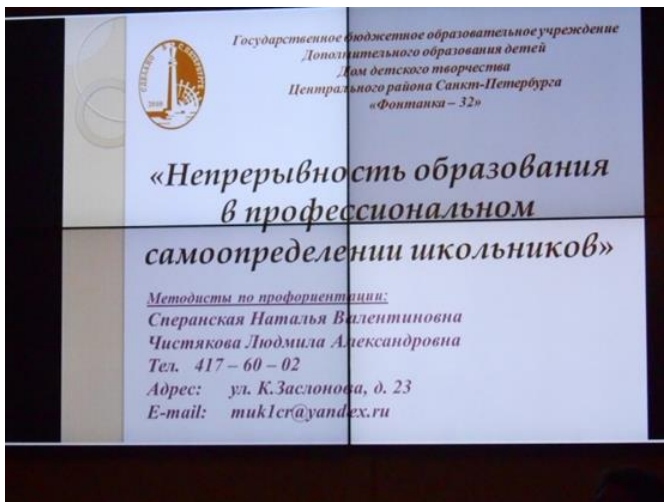 Государственное бюджетное образовательное учреждение
Дополнительного образования детей
Дом детского творчества
Центрального района Санкт-Петербурга
«Фонтанка – 32»
«Непрерывность образования
в профессиональном
самоопределении школьников»
Методисты по профориентации:
Сперанская Наталья Валентиновна
Чистякова Людмила Александровна
Тел. 417 – 60 – 02
Адрес: ул. К.Заслонова, д. 23
E-mail: muk1cr@yandex.ru